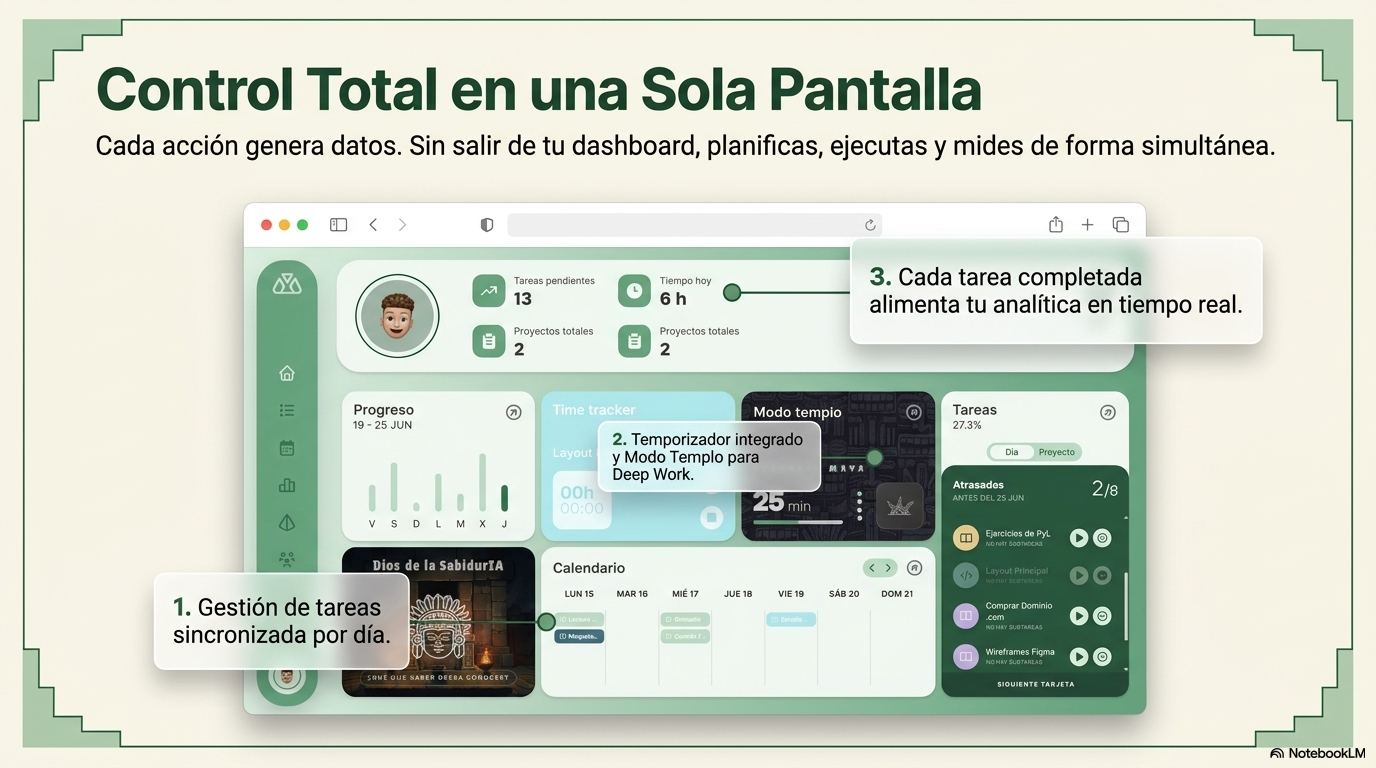 Control Total en una Sola Pantalla
Cada acción genera datos. Sin salir de tu dashboard, planificas, ejecutas y mides de forma simultánea.
Tareas pendientes
13
Tiempo hoy
6 h
Proyectos totales
2
Proyectos totales
2
3. Cada tarea completada
alimenta tu analítica en tiempo real.
Progreso
19 - 25 JUN
V S D L M X J
Time tracker
Layout
00h
00:00
2. Temporizador integrado
y Modo Templo para
Deep Work.
Modo tempio
MAYA
25 min
Tareas
27.3%
Dia
Proyecto
Atrasados
ANTES DEL 25 JUN
2/8
Ejercicios de PyL
Layout Principal
Comprar Dominio
.com
NO HAY SUBTAREAS
Wireframes Figma
NO HAY SUBTAREAS
SIGUIENTE TARJETA
Dios de la SabidurIA
1. Gestión de tareas
sincronizada por día.
Calendario
LUN 15 MAR 16 MIÉ 17 JUE 18 VIE 19 SÁB 20 DOM 21
NotebookLM